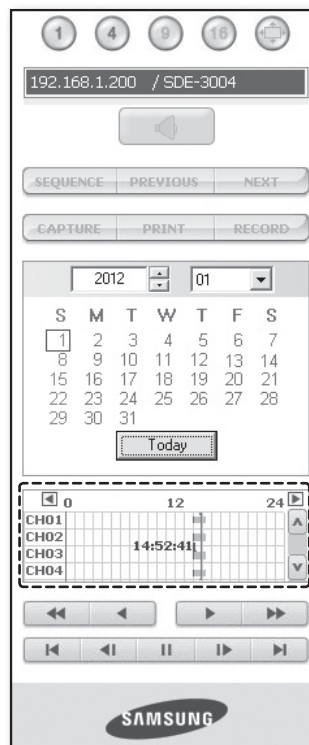 1 4 9 16
192.168.1.200 / SDE-3004
SEQUENCE PREVIOUS NEXT
CAPTURE PRINT RECORD
2012 01
S M T W T F S
1 2 3 4 5 6 7
8 9 10 11 12 13 14
15 16 17 18 19 20 21
22 23 24 25 26 27 28
29 30 31
Today
0 12 24
CH01
CH02
14:52:41
CH03
CH04
SAMSUNG